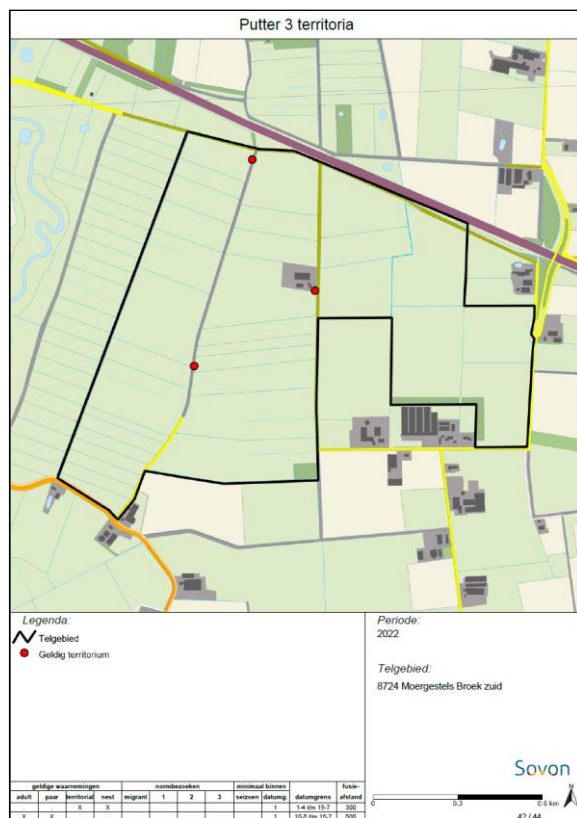 Putter 3 territoria
Legenda:
Telgebied
Geldig territorium
Periode:
2022
Telgebied:
8724 Moergestels Broek zuid
Sovon
N
0 0.3 0.6 km
42 / 44
geldige waarnemingen normbezoeken minimaal binnen fusie-
adult paar territoriaal nest migrant 1 2 3 seizoen datumg. datumgrens afstand
. . X X 1 1-4 t/m 15-7 300
X X 1 10-5 t/m 15-7 500